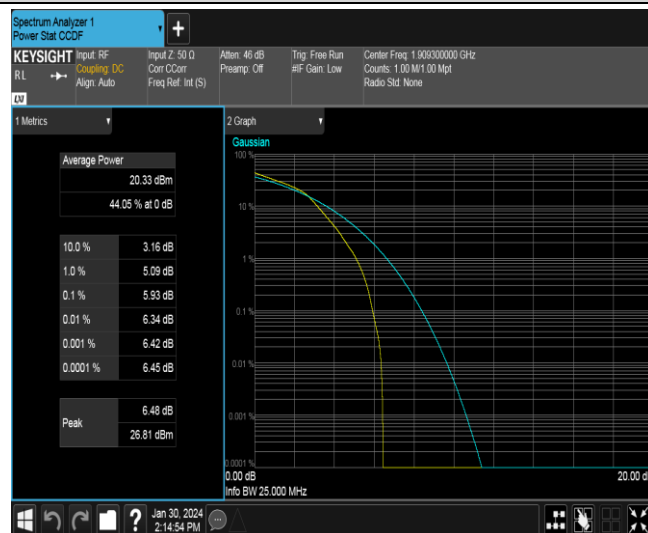 Spectrum Analyzer 1
Power Stat CCDF
+
KEYSIGHT
RL
LXI
Input: RF
Coupling: DC
Align: Auto
Input Z: 50 Ω
Corr CCorr
Freq Ref: Int (S)
Atten: 46 dB
Preamp: Off
Trig: Free Run
#IF Gain: Low
Center Freq: 1.909300000 GHz
Counts: 1.00 M/1.00 Mpt
Radio Std: None
1 Metrics
Average Power
20.33 dBm
44.05 % at 0 dB
10.0 % 3.16 dB
1.0 % 5.09 dB
0.1 % 5.93 dB
0.01 % 6.34 dB
0.001 % 6.42 dB
0.0001 % 6.45 dB
Peak
6.48 dB
26.81 dBm
2 Graph
Gaussian
100 %
10 %
1 %
0.1 %
0.01 %
0.001 %
0.0001 %
0.00 dB
20.00 d
Info BW 25.000 MHz
?
Jan 30, 2024
2:14:54 PM